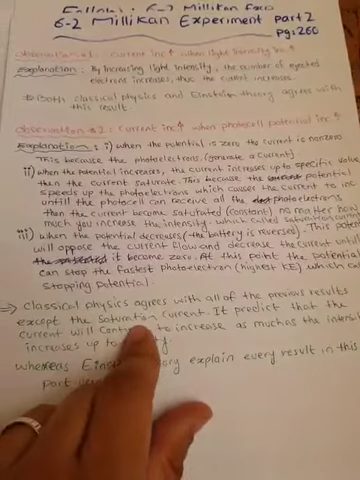 6-2 Millikan Experiment part 2
pg: 260
Observation #1: current inc↑ when light intensity inc↑
Explanation: By increasing light intensity, the number of ejected
electrons increases, thus the current increases.
* Both classical physics and Einstein theory agrees with
this result
Observation #2: Current inc↑ when photocell potential inc↑
Explanation: i) when the potential is zero the current is nonzero
This because the photoelectrons (generate a current)
ii) when the potential increases, the current increases up to specific value
then the current saturate. This because the potential
speeds up the photoelectrons which causes the current to inc
untill the photocell can receive all the photoelectrons
then the current become saturated (constant) no matter how
much you increase the intensity. which called saturation current
iii) when the potential decreases (the battery is reversed). This potential
will oppose the current flow and decrease the current until
it become zero. At this point the potential
can stop the fastest photoelectron (highest KE) which call
stopping potential.
→ Classical physics agrees with all of the previous results
except the saturation current. It predict that the
current will to increase as much as the intensity
increases up to
whereas explain every result in this
part